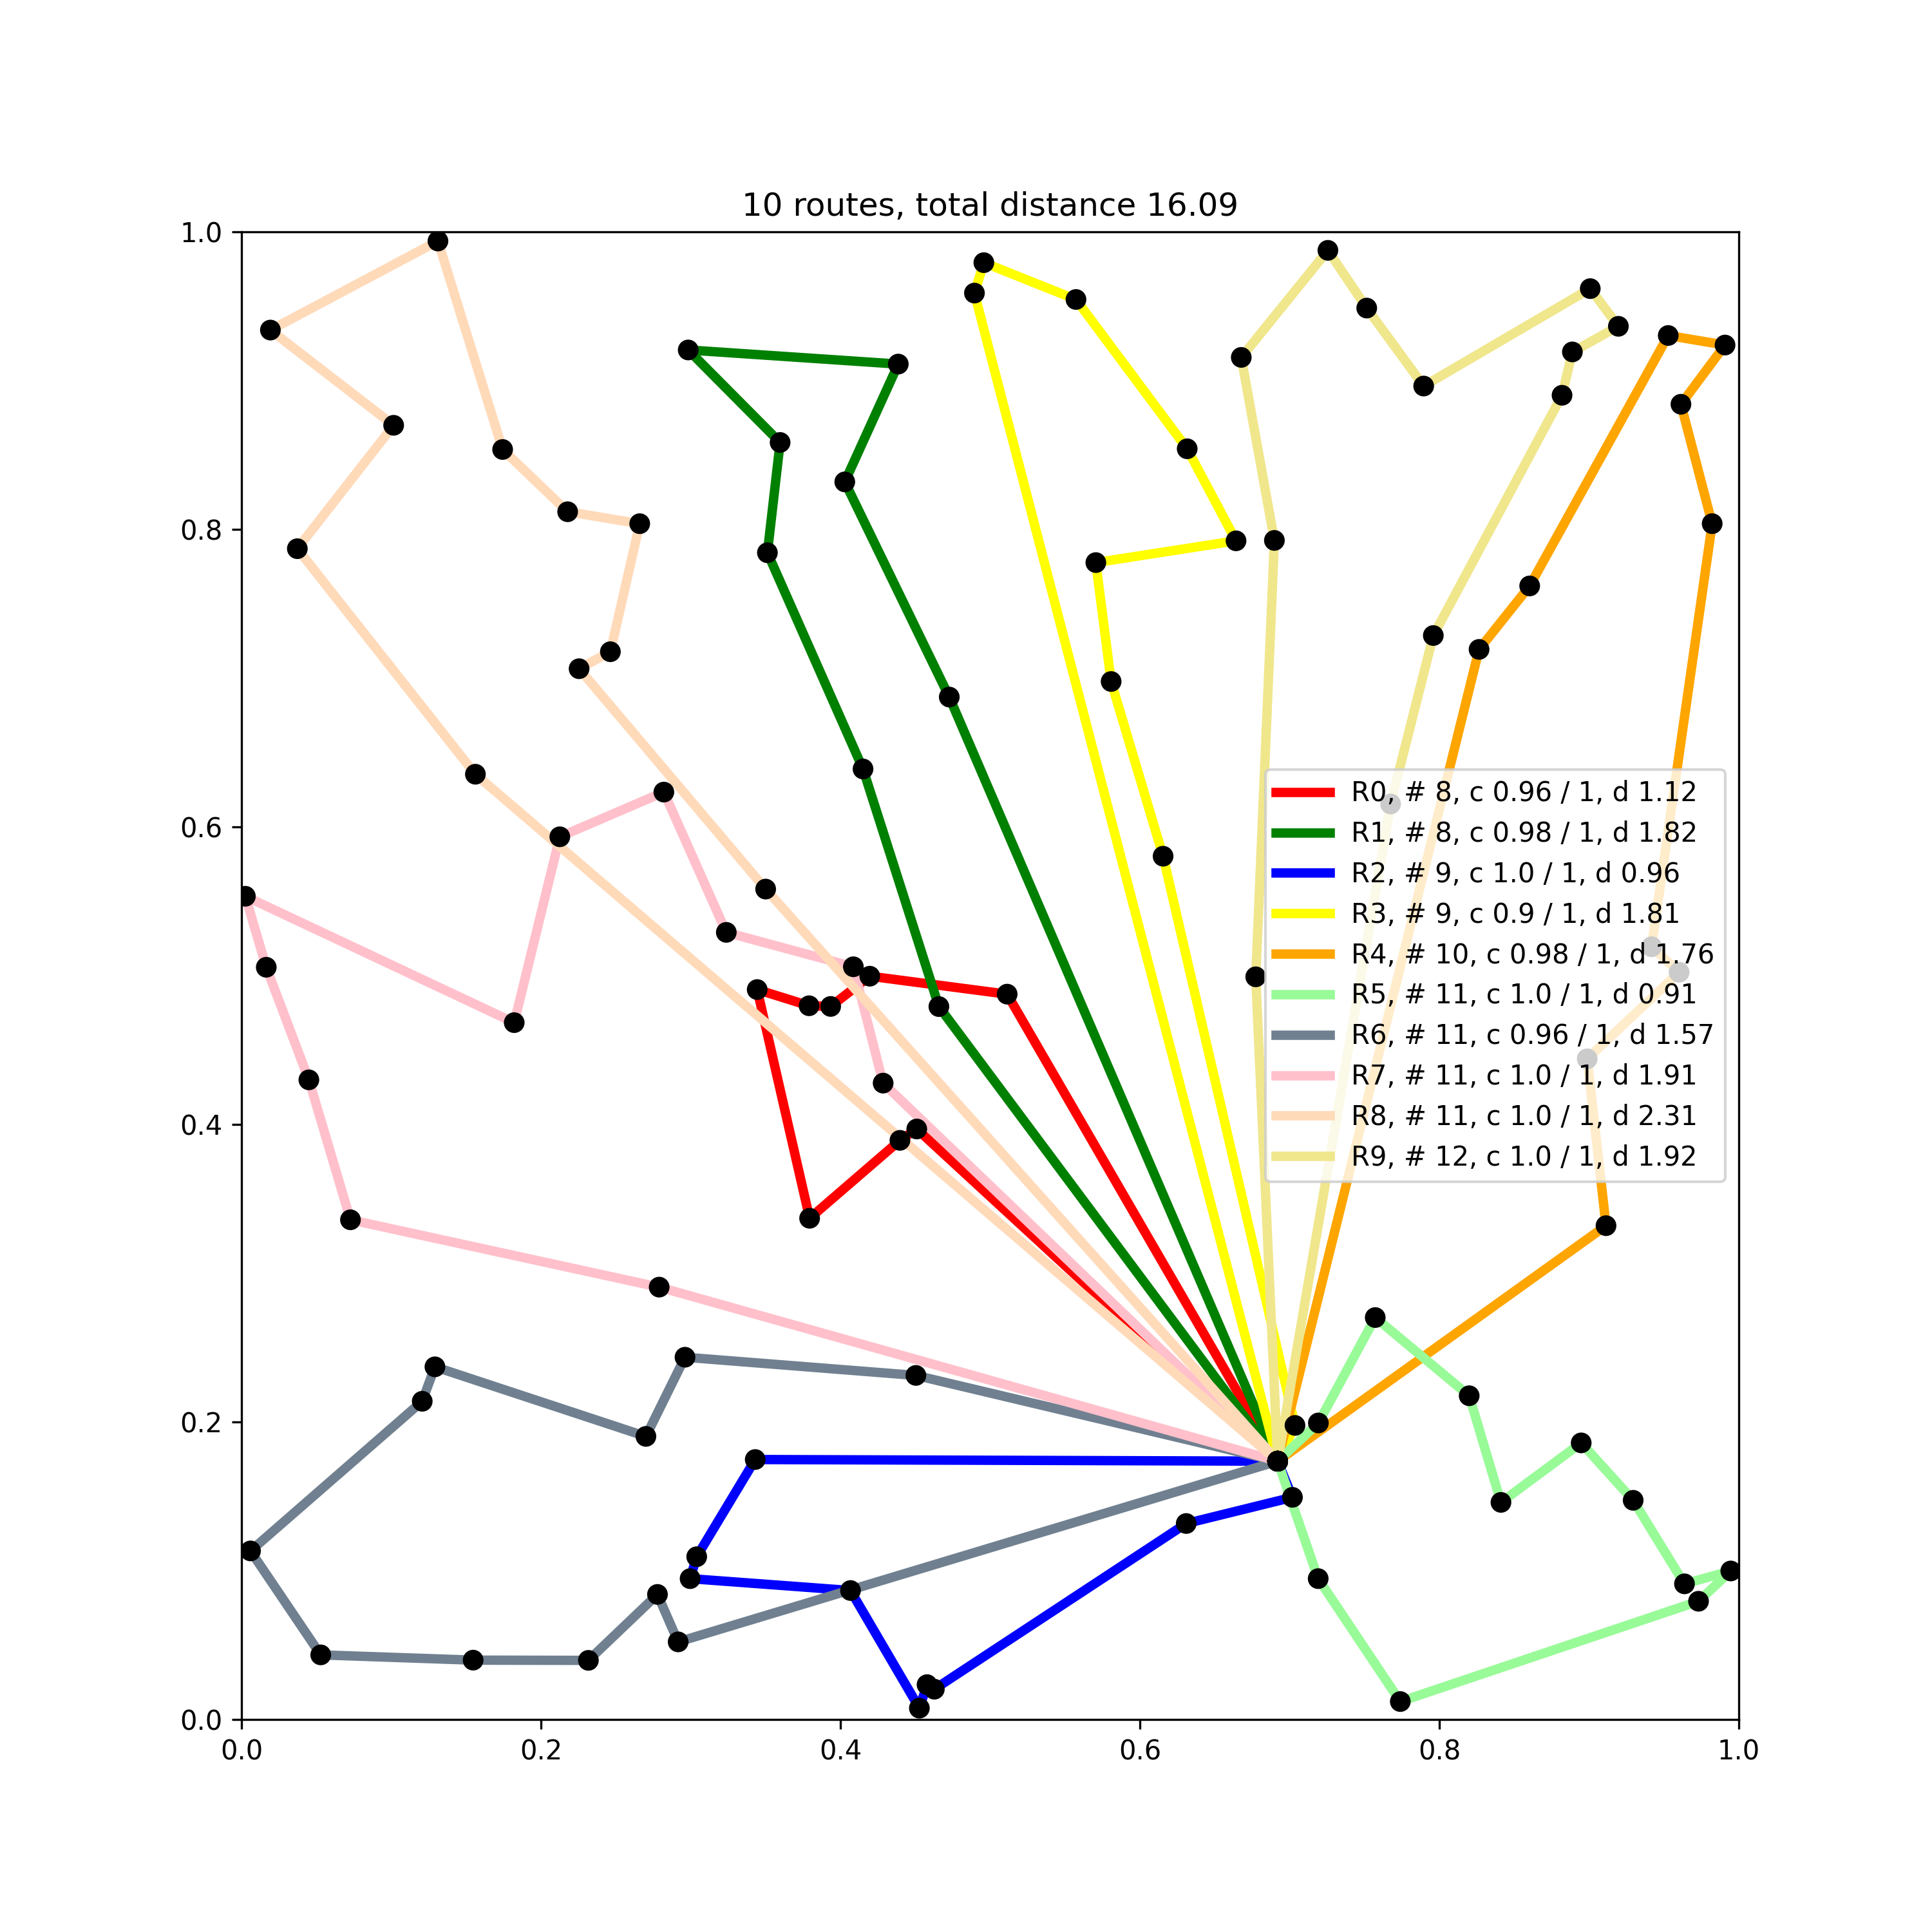 10 routes, total distance 16.09
1.0
0.8
0.6
0.4
0.2
0.0
R0, # 8, c 0.96 / 1, d 1.12
R1, # 8, c 0.98 / 1, d 1.82
R2, # 9, c 1.0 / 1, d 0.96
R3, # 9, c 0.9 / 1, d 1.81
R4, # 10, c 0.98 / 1, d 1.76
R5, # 11, c 1.0 / 1, d 0.91
R6, # 11, c 0.96 / 1, d 1.57
R7, # 11, c 1.0 / 1, d 1.91
R8, # 11, c 1.0 / 1, d 2.31
R9, # 12, c 1.0 / 1, d 1.92
0.0 0.2 0.4 0.6 0.8 1.0